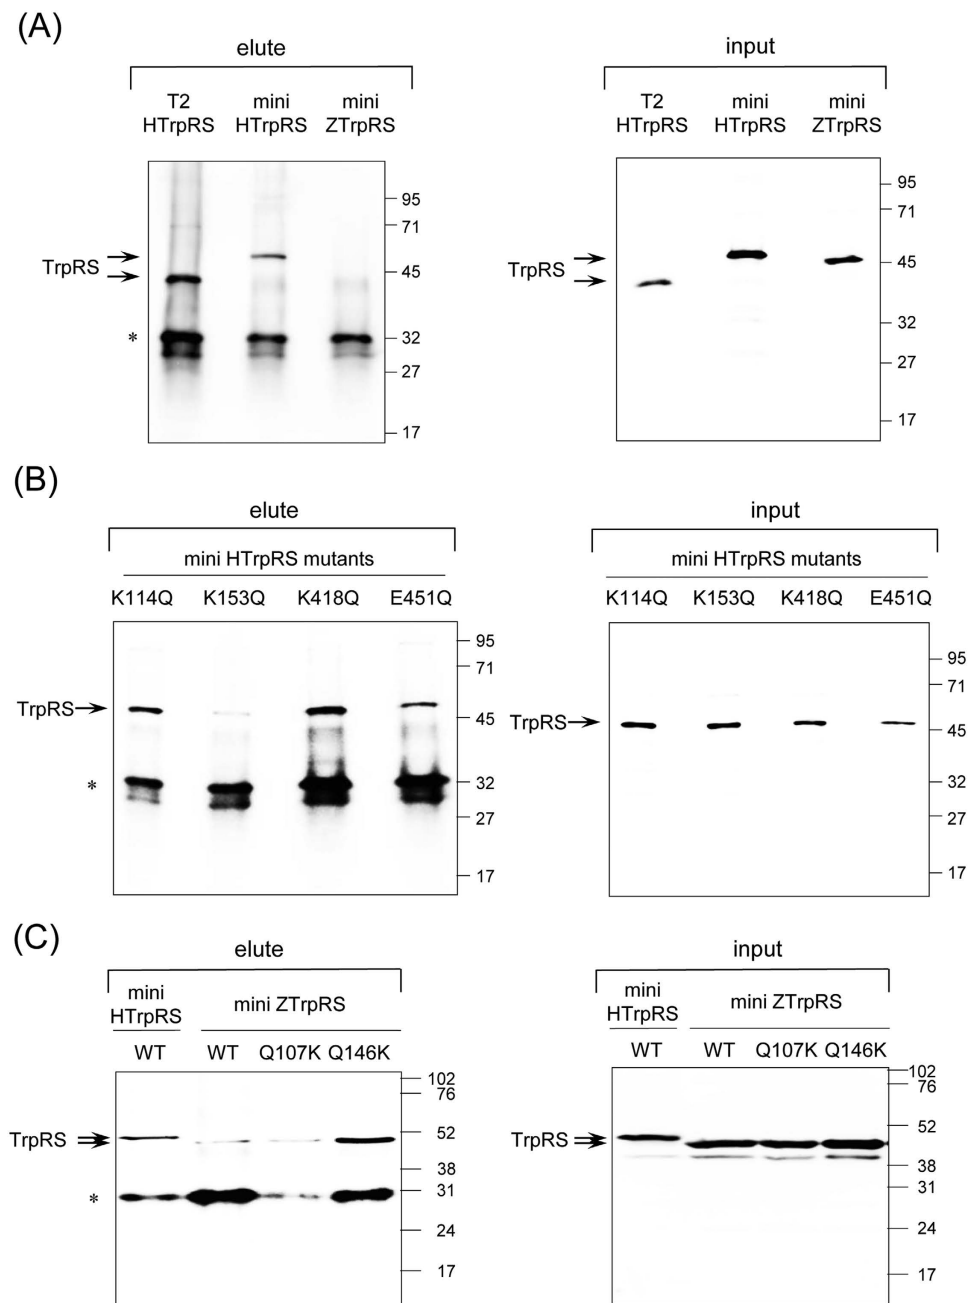 (A)
elute
T2
HTrpRS
mini
HTrpRS
mini
ZTrpRS
TrpRS
*
95
71
45
32
27
17
input
T2
HTrpRS
mini
HTrpRS
mini
ZTrpRS
TrpRS
95
71
45
32
27
17
(B)
elute
mini HTrpRS mutants
K114Q K153Q K418Q E451Q
TrpRS
*
95
71
45
32
27
17
input
mini HTrpRS mutants
K114Q K153Q K418Q E451Q
TrpRS
95
71
45
32
27
17
(C)
elute
mini
HTrpRS
mini ZTrpRS
WT WT Q107K Q146K
TrpRS
*
102
76
52
38
31
24
17
input
mini
HTrpRS
mini ZTrpRS
WT WT Q107K Q146K
TrpRS
102
76
52
38
31
24
17